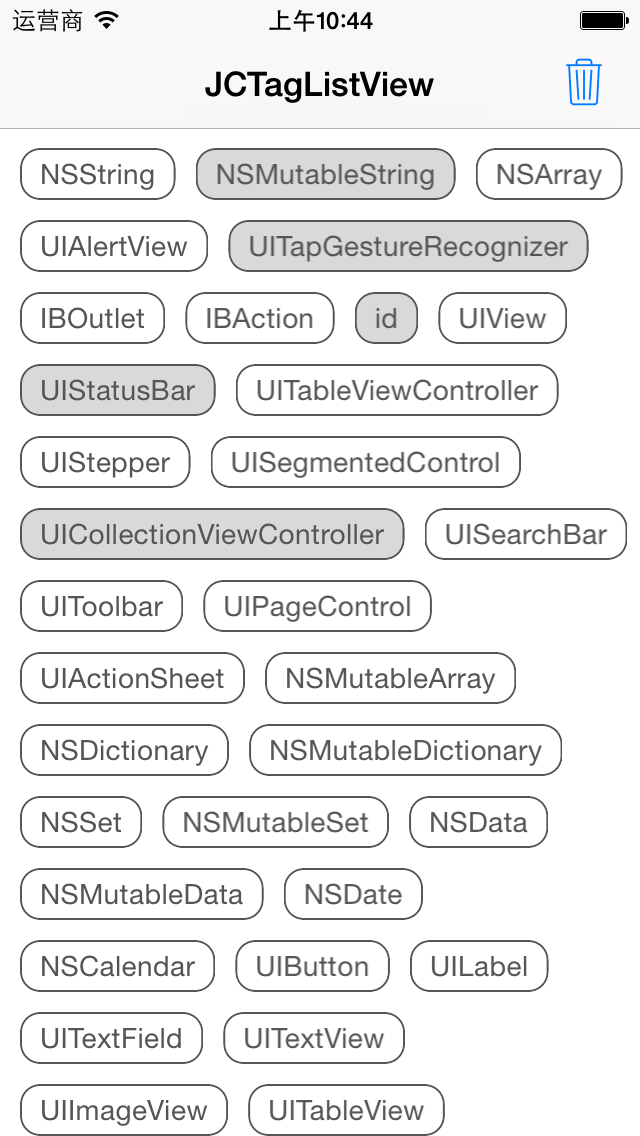 运营商 上午10:44
JCTagListView
NSString NSMutableString NSArray
UIAlertView UITapGestureRecognizer
IBOutlet IBAction id UIView
UIStatusBar UITableViewController
UIStepper UISegmentedControl
UICollectionViewController UISearchBar
UIToolbar UIPageControl
UIActionSheet NSMutableArray
NSDictionary NSMutableDictionary
NSSet NSMutableSet NSData
NSMutableData NSDate
NSCalendar UIButton UILabel
UITextField UITextView
UIImageView UITableView